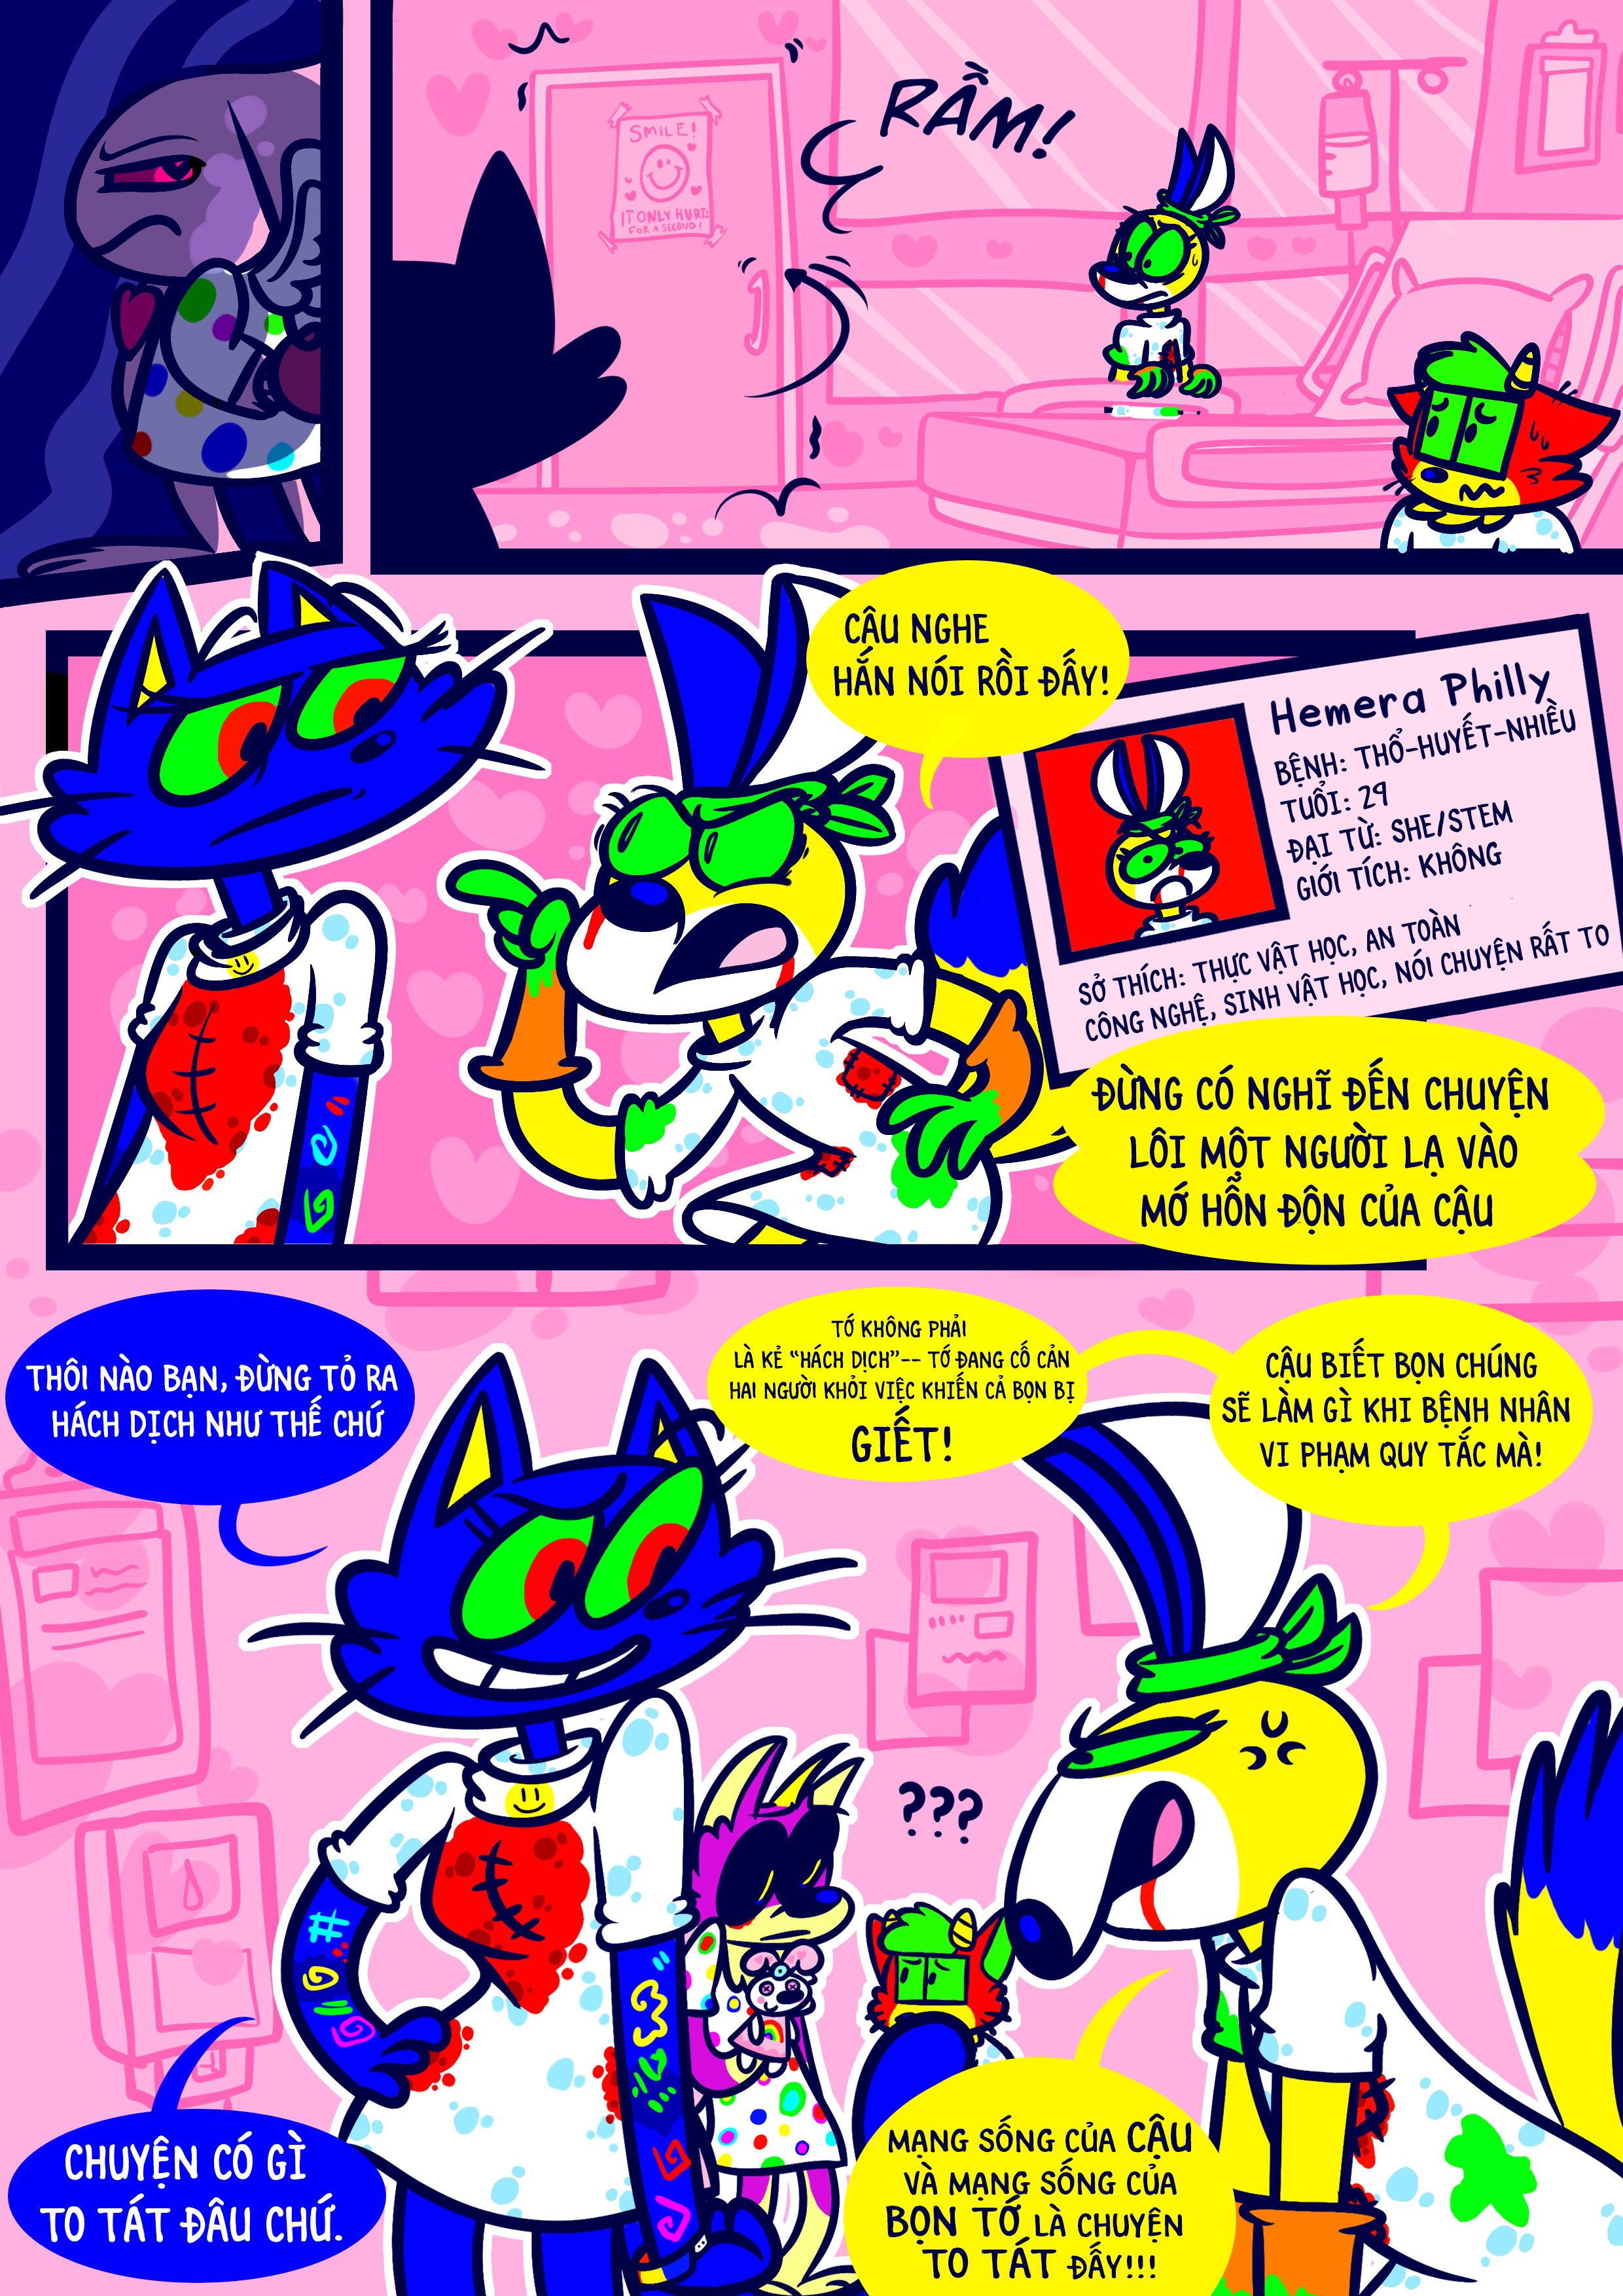 SMILE!
IT ONLY HURTS
FOR A SECOND!
RẦM!
CẬU NGHE
HẮN NÓI RỒI ĐẤY!
Hemera Philly
BỆNH: THỔ-HUYẾT-NHIỀU
TUỔI: 29
ĐẠI TỪ: SHE/STEM
GIỚI TÍCH: KHÔNG
SỞ THÍCH: THỰC VẬT HỌC, AN TOÀN
CÔNG NGHỆ, SINH VẬT HỌC, NÓI CHUYỆN RẤT TO
ĐỪNG CÓ NGHĨ ĐẾN CHUYỆN
LÔI MỘT NGƯỜI LẠ VÀO
MỚ HỖN ĐỘN CỦA CẬU
THÔI NÀO BẠN, ĐỪNG TỎ RA
HÁCH DỊCH NHƯ THẾ CHỨ
TỚ KHÔNG PHẢI
LÀ KẺ “HÁCH DỊCH”-- TỚ ĐANG CỐ CẢN
HAI NGƯỜI KHỎI VIỆC KHIẾN CẢ BỌN BỊ
GIẾT!
CẬU BIẾT BỌN CHÚNG
SẼ LÀM GÌ KHI BỆNH NHÂN
VI PHẠM QUY TẮC MÀ!
???
CHUYỆN CÓ GÌ
TO TÁT ĐÂU CHỨ.
MẠNG SỐNG CỦA CẬU
VÀ MẠNG SỐNG CỦA
BỌN TỚ LÀ CHUYỆN
TO TÁT ĐẤY!!!